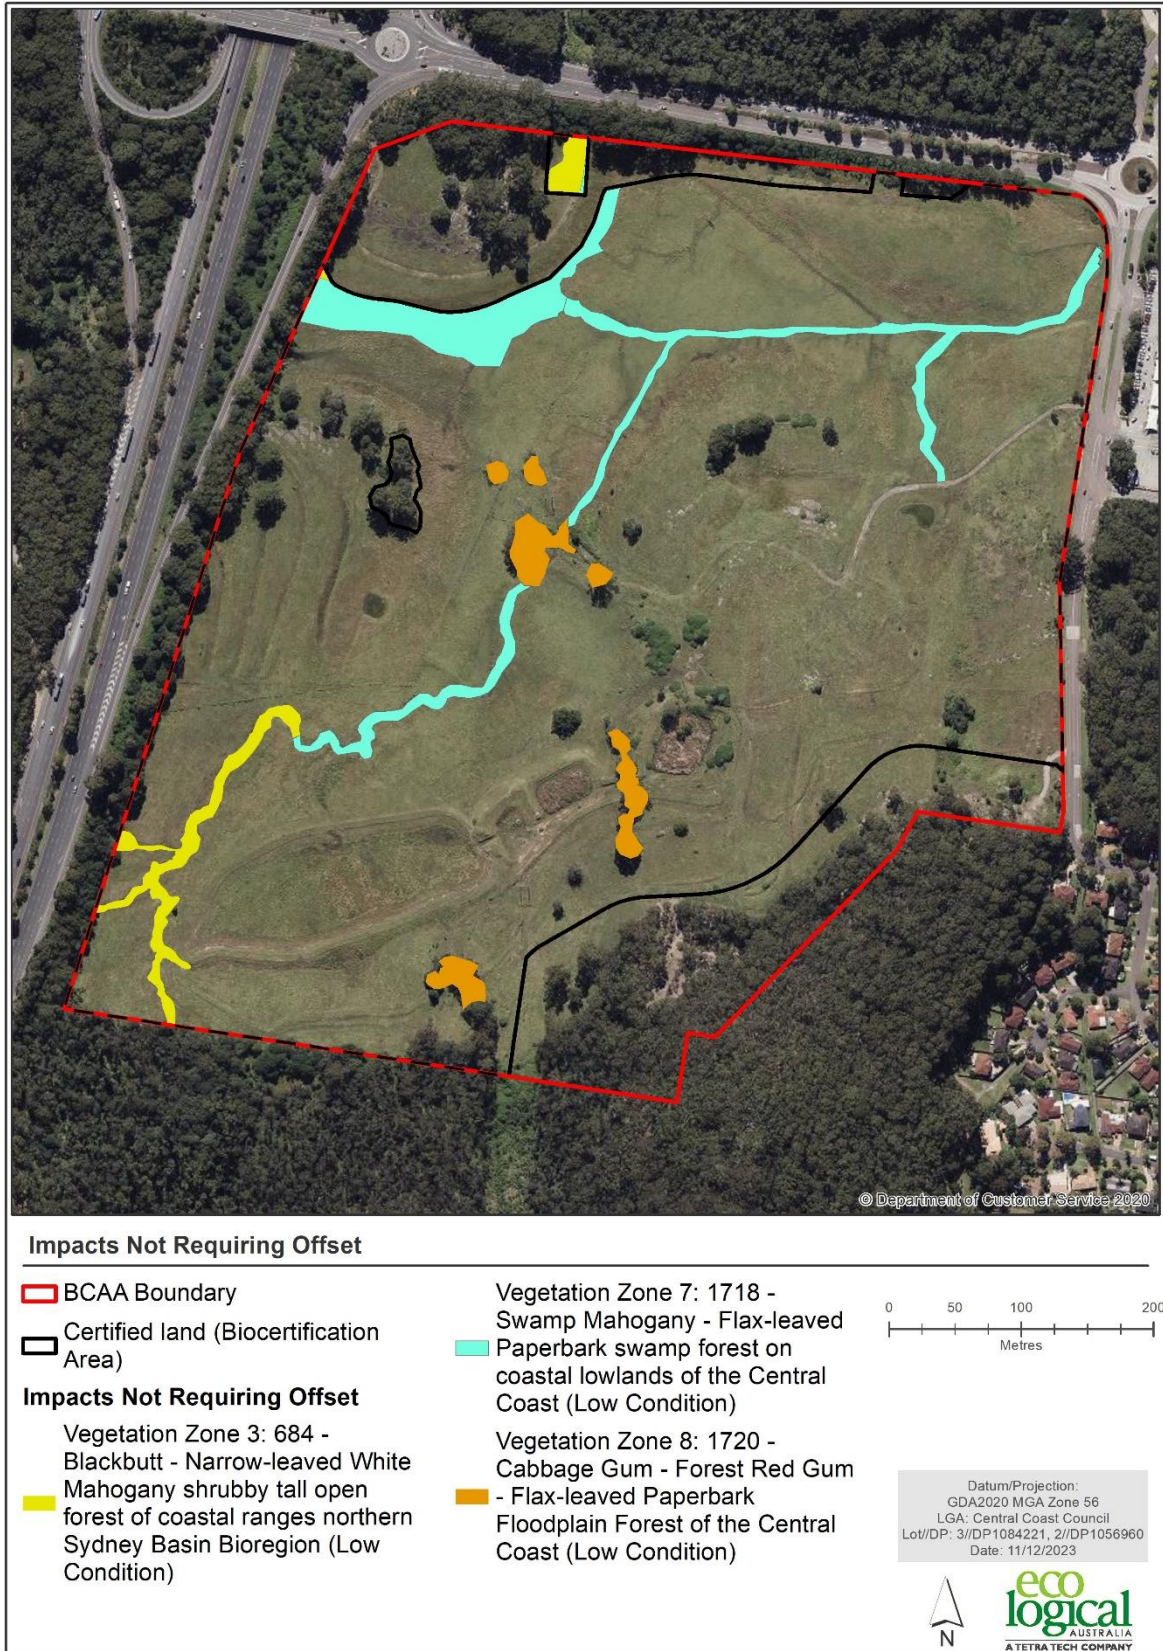 © Department of Customer Service 2020
Impacts Not Requiring Offset
BCAA Boundary
Certified land (Biocertification
Area)
Impacts Not Requiring Offset
Vegetation Zone 3: 684 -
Blackbutt - Narrow-leaved White
Mahogany shrubby tall open
forest of coastal ranges northern
Sydney Basin Bioregion (Low
Condition)
Vegetation Zone 7: 1718 -
Swamp Mahogany - Flax-leaved
Paperbark swamp forest on
coastal lowlands of the Central
Coast (Low Condition)
Vegetation Zone 8: 1720 -
Cabbage Gum - Forest Red Gum
- Flax-leaved Paperbark
Floodplain Forest of the Central
Coast (Low Condition)
0 50 100 200
Metres
Datum/Projection:
GDA2020 MGA Zone 56
LGA: Central Coast Council
Lot//DP: 3//DP1084221, 2//DP1056960
Date: 11/12/2023
N
eco
logical
AUSTRALIA
A TETRA TECH COMPANY